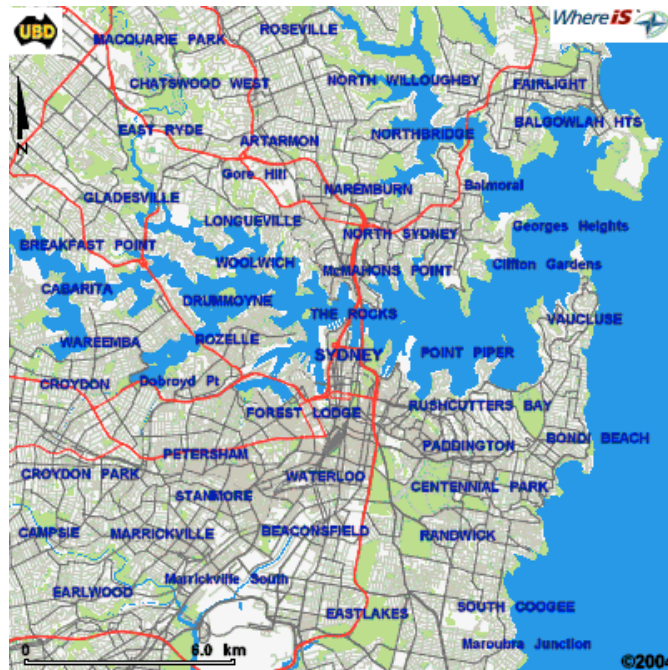 UBD
WhereiS
ROSEVILLE
MACQUARIE PARK
CHATSWOOD WEST
NORTH WILLOUGHBY
FAIRLIGHT
BALGOWLAH HTS
EAST RYDE
NORTHBRIDGE
ARTARMON
N
Gore Hill
NAREMBURN
Balmoral
GLADESVILLE
LONGUEVILLE
Georges Heights
NORTH SYDNEY
BREAKFAST POINT
WOOLWICH
McMAHONS POINT
Clifton Gardens
CABARITA
DRUMMOYNE
THE ROCKS
VAUCLUSE
WAREEMBA
ROZELLE
SYDNEY
POINT PIPER
CROYDON
Dobroyd Pt
FOREST LODGE
RUSHCUTTERS BAY
PADDINGTON
BONDI BEACH
PETERSHAM
CROYDON PARK
WATERLOO
CENTENNIAL PARK
STANMORE
CAMPSIE
MARRICKVILLE
BEACONSFIELD
RANDWICK
Marrickville South
EARLWOOD
EASTLAKES
SOUTH COOGEE
Maroubra Junction
0 6.0 km
©200